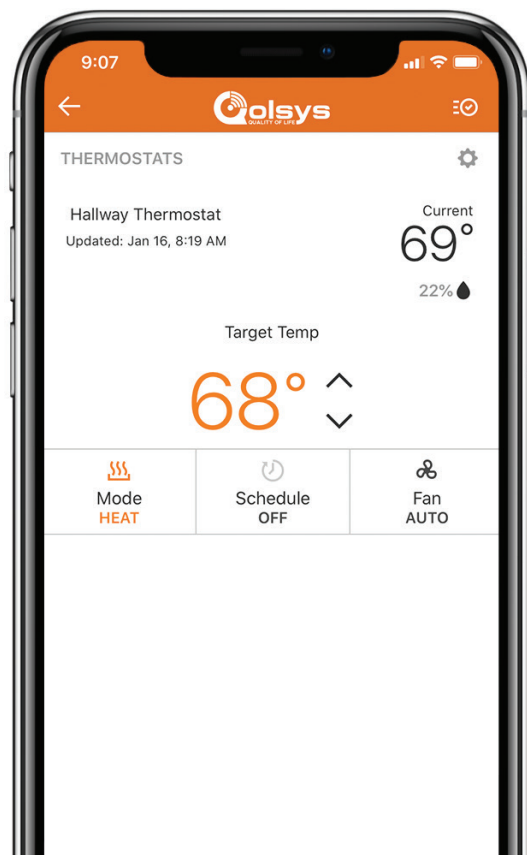 9:07
Qolsys
QUALITY OF LIFE
THERMOSTATS
Hallway Thermostat
Updated: Jan 16, 8:19 AM
Current
69°
22%
Target Temp
68°
Mode
HEAT
Schedule
OFF
Fan
AUTO